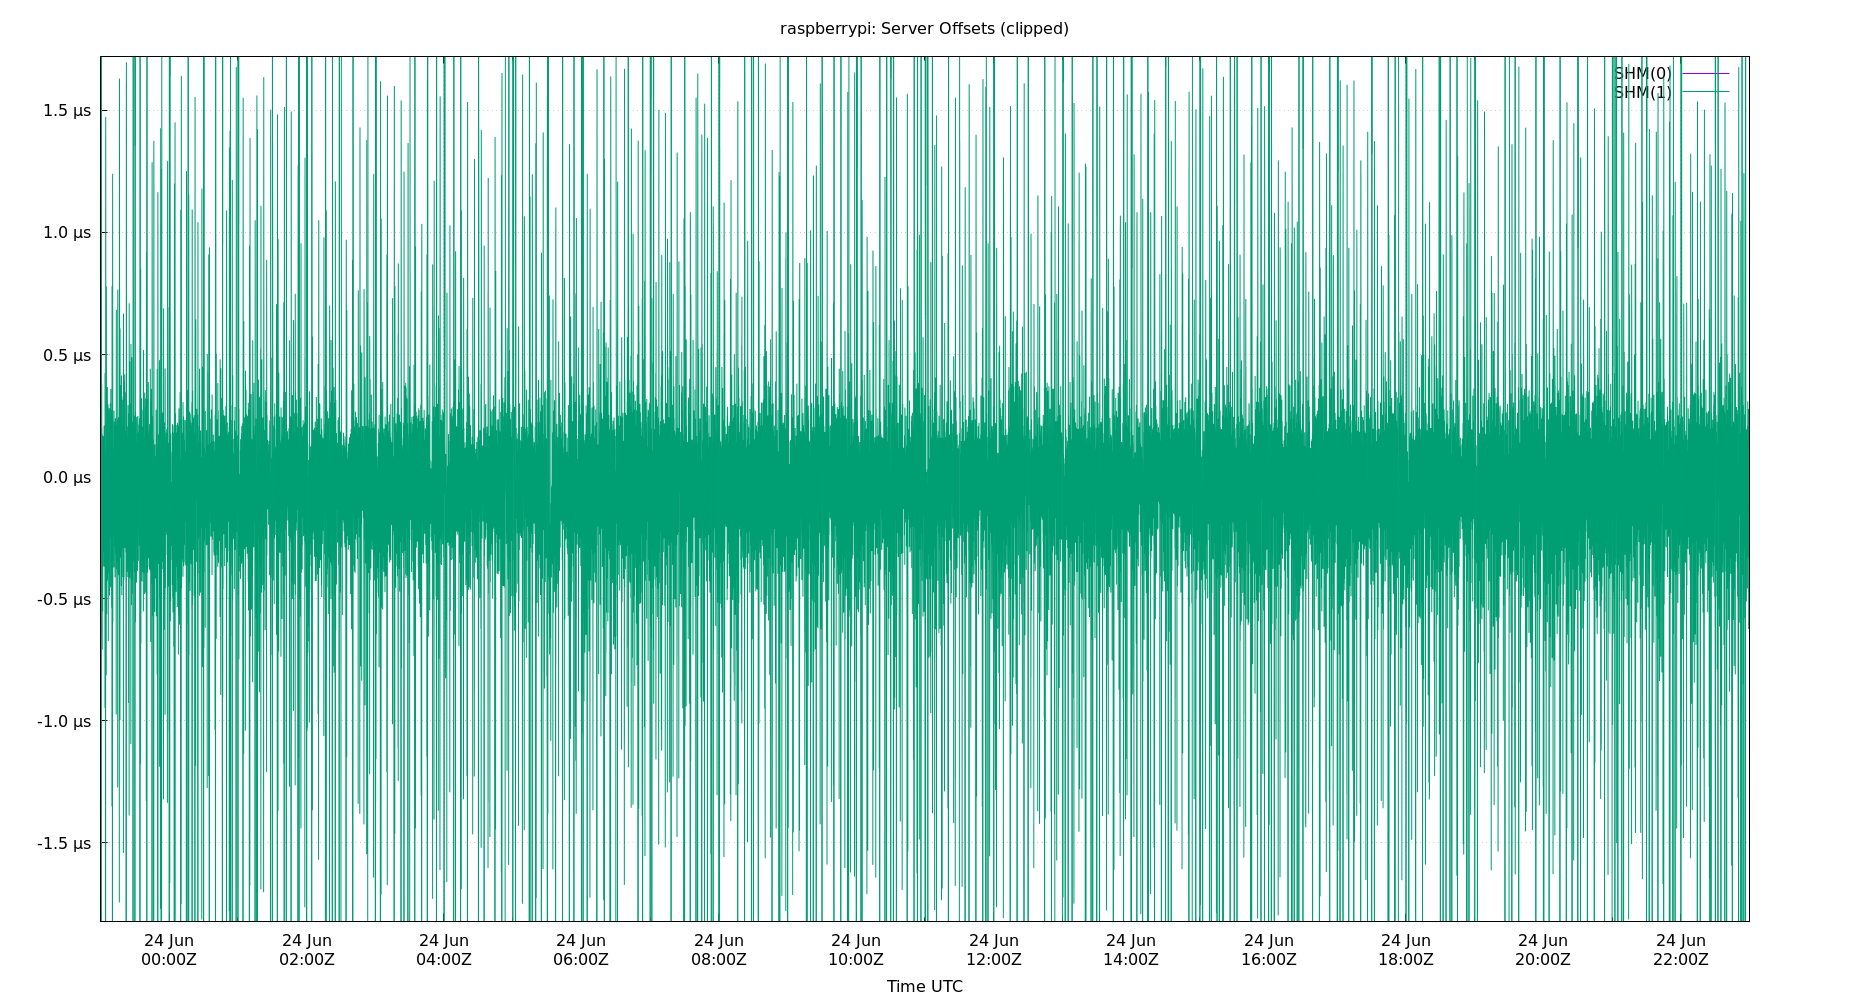 raspberrypi: Server Offsets (clipped)
SHM(0)
SHM(1)
1.5 µs
1.0 µs
0.5 µs
0.0 µs
-0.5 µs
-1.0 µs
-1.5 µs
24 Jun 24 Jun 24 Jun 24 Jun 24 Jun 24 Jun 24 Jun 24 Jun 24 Jun 24 Jun 24 Jun 24 Jun
00:00Z 02:00Z 04:00Z 06:00Z 08:00Z 10:00Z 12:00Z 14:00Z 16:00Z 18:00Z 20:00Z 22:00Z
Time UTC